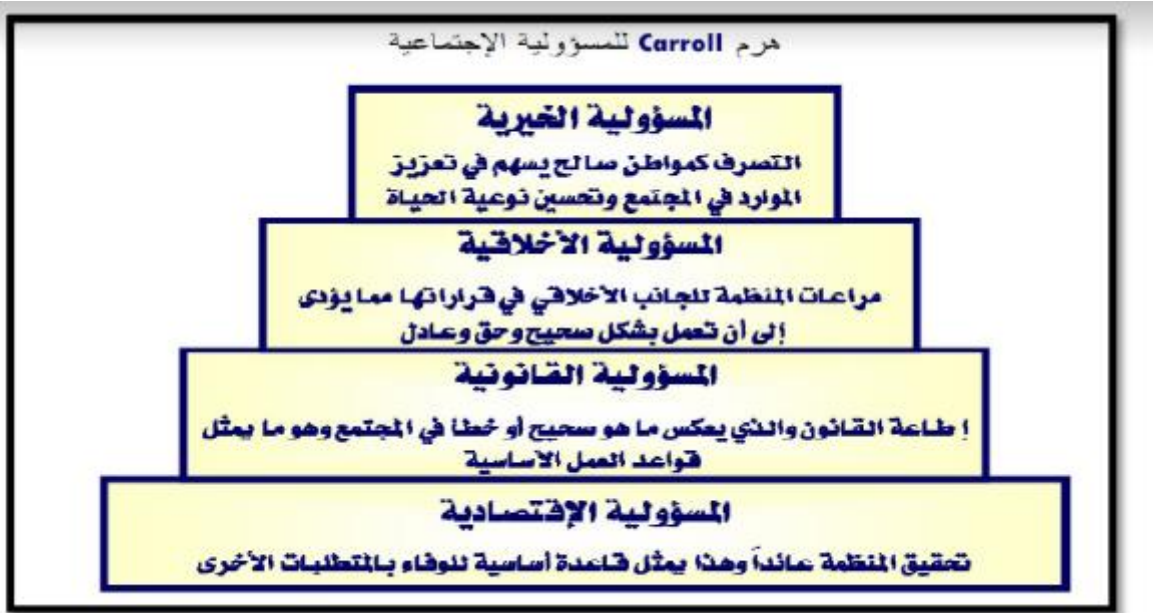 هرم Carroll للمسؤولية الإجتماعية
المسؤولية الخيرية
التصرف كمواطن صالح يسهم في تعزيز
الموارد في المجتمع وتحسين نوعية الحياة
المسؤولية الأخلاقية
مراعات المنظمة للجانب الأخلاقي في قراراتها مما يؤدى
إلى أن تعمل بشكل صحيح وحق وعادل
المسؤولية القانونية
إطاعة القانون والذي يعكس ما هو صحيح أو خطأ في المجتمع وهو ما يمثل
قواعد العمل الأساسية
المسؤولية الإقتصادية
تحقيق المنظمة عائداً وهذا يمثل قاعدة أساسية للوفاء بالمتطلبات الأخرى